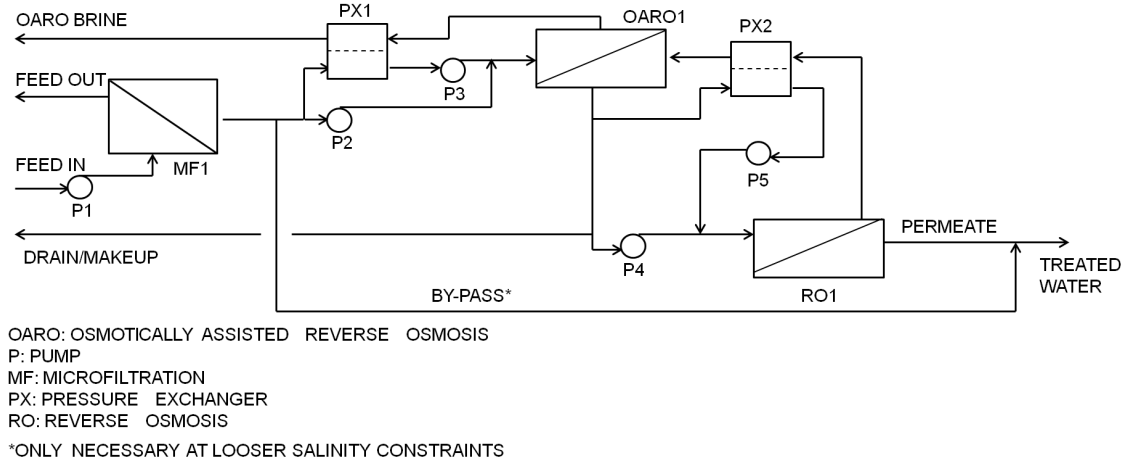 OARO BRINE
PX1
OARO1
PX2
FEED OUT
P3
P2
FEED IN
MF1
P1
P5
DRAIN/MAKEUP
P4
PERMEATE
TREATED
WATER
BY-PASS*
RO1
OARO: OSMOTICALLY ASSISTED REVERSE OSMOSIS
P: PUMP
MF: MICROFILTRATION
PX: PRESSURE EXCHANGER
RO: REVERSE OSMOSIS
*ONLY NECESSARY AT LOOSER SALINITY CONSTRAINTS